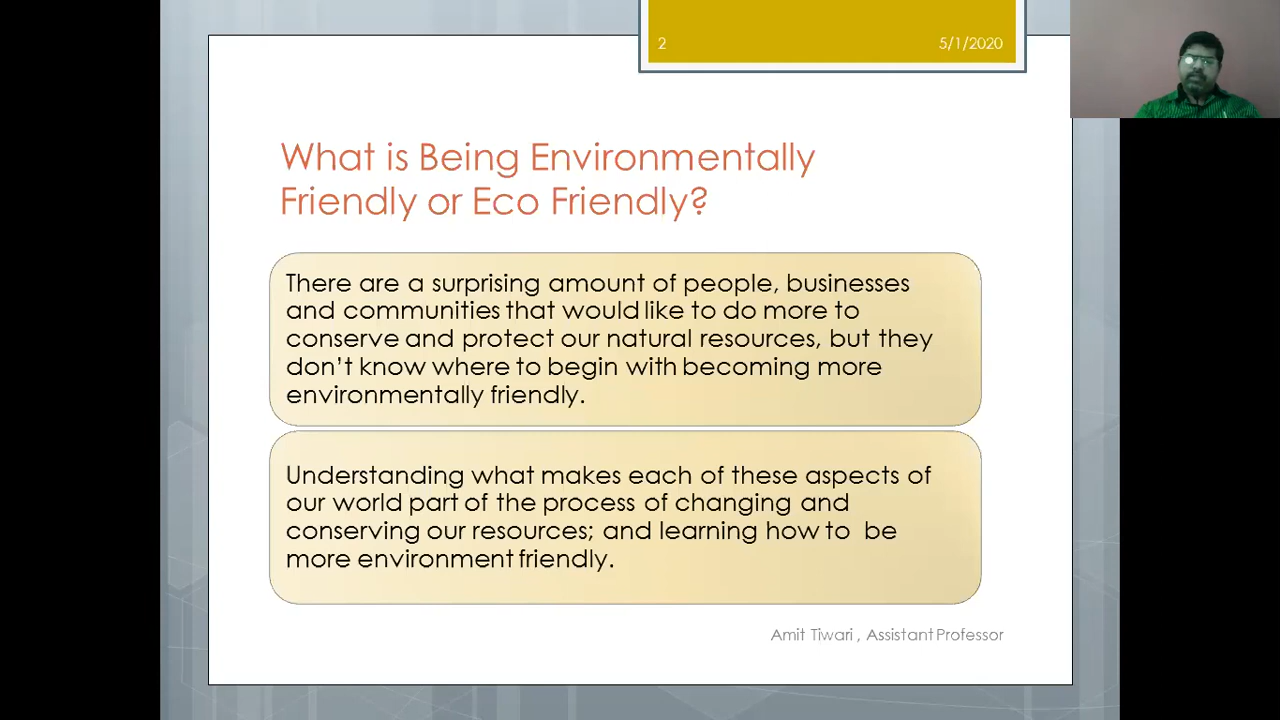 2
5/1/2020
What is Being Environmentally
Friendly or Eco Friendly?
There are a surprising amount of people, businesses
and communities that would like to do more to
conserve and protect our natural resources, but they
don't know where to begin with becoming more
environmentally friendly.
Understanding what makes each of these aspects of
our world part of the process of changing and
conserving our resources; and learning how to  be
more environment friendly.
Amit Tiwari , Assistant Professor